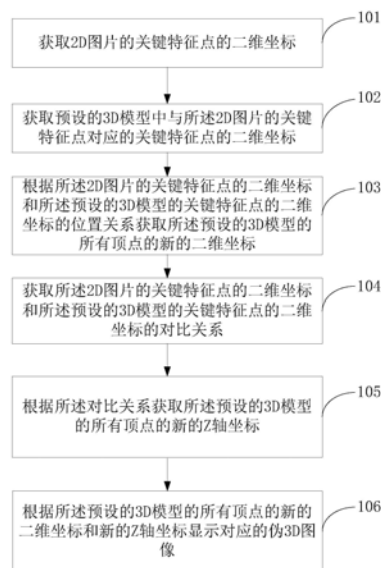 101
获取2D图片的关键特征点的二维坐标
102
获取预设的3D模型中与所述2D图片的关键
特征点对应的关键特征点的二维坐标
103
根据所述2D图片的关键特征点的二维坐标
和所述预设的3D模型的关键特征点的二维
坐标的位置关系获取所述预设的3D模型的
所有顶点的新的二维坐标
104
获取所述2D图片的关键特征点的二维坐标
和所述预设的3D模型的关键特征点的二维
坐标的对比关系
105
根据所述对比关系获取所述预设的3D模型
的所有顶点的新的Z轴坐标
106
根据所述预设的3D模型的所有顶点的新的
二维坐标和新的Z轴坐标显示对应的伪3D图
像